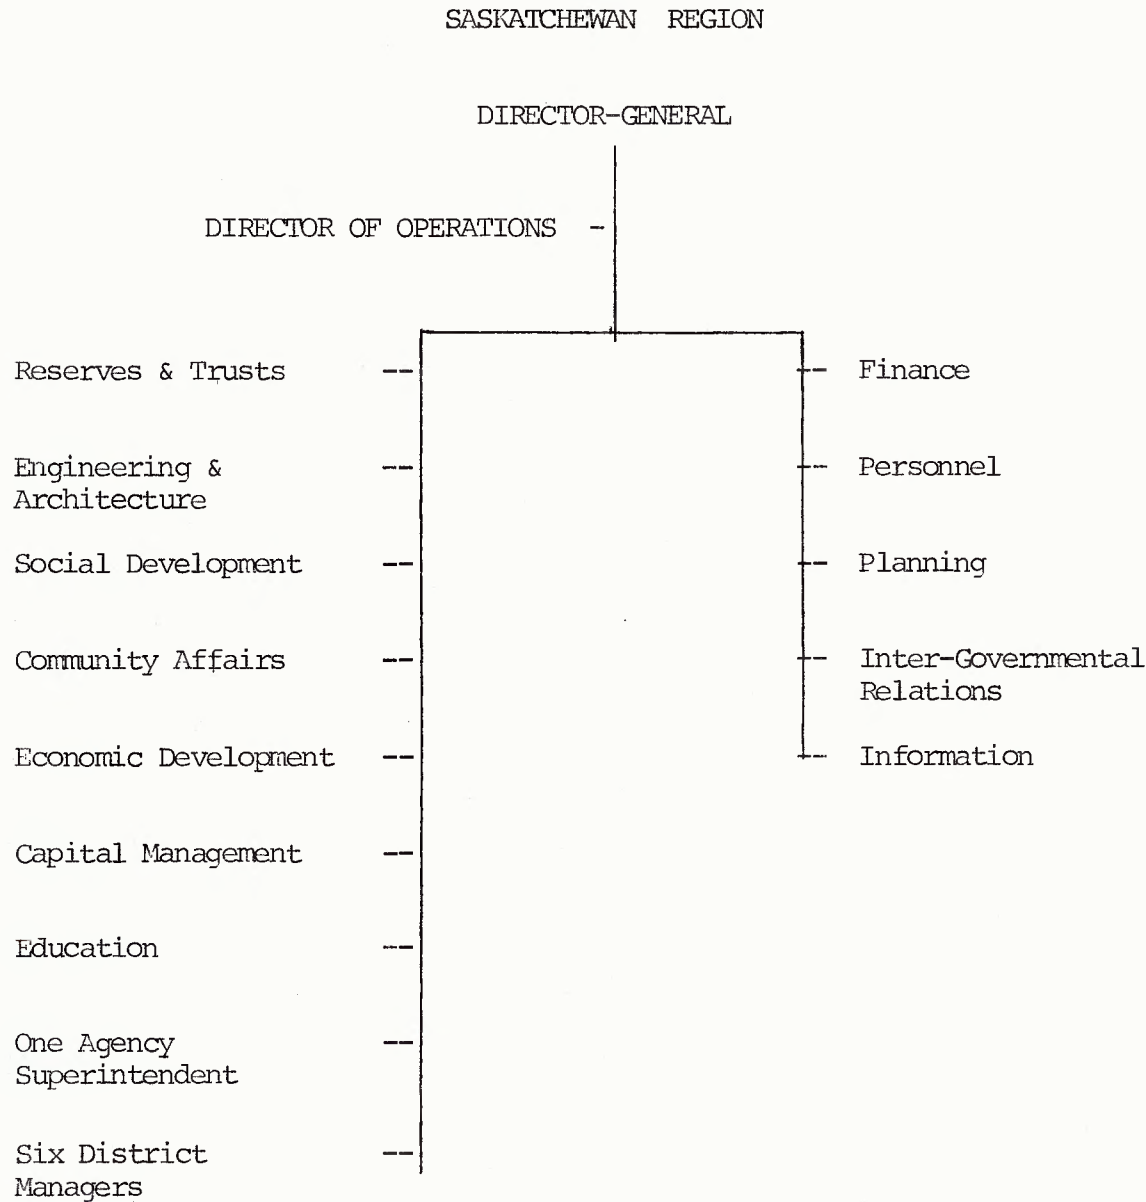 SASKATCHEWAN REGION
DIRECTOR-GENERAL
DIRECTOR OF OPERATIONS -
Reserves & Trusts --
Engineering & --
Architecture
Social Development --
Community Affairs --
Economic Development --
Capital Management --
Education --
One Agency --
Superintendent
Six District --
Managers
-- Finance
-- Personnel
-- Planning
-- Inter-Governmental
Relations
-- Information